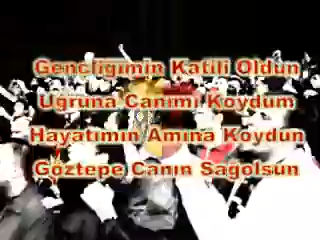 Gençliğimin Katili Oldun
Uğruna Canımı Koydum
Hayatımın Amına Koydun
Göztepe Canın Sağolsun